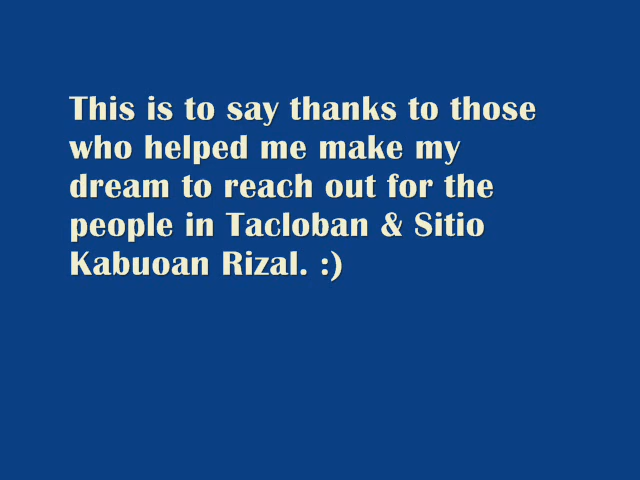 This is to say thanks to those
who helped me make my
dream to reach out for the
people in Tacloban & Sitio
Kabuoan Rizal. :)